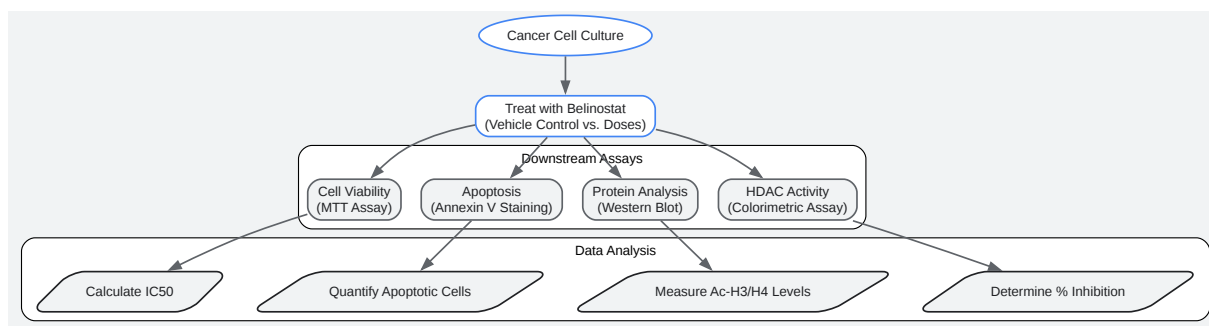 Cancer Cell Culture
Treat with Belinostat
(Vehicle Control vs. Doses)
Downstream Assays
Cell Viability
(MTT Assay)
Apoptosis
(Annexin V Staining)
Protein Analysis
(Western Blot)
HDAC Activity
(Colorimetric Assay)
Data Analysis
Calculate IC50
Quantify Apoptotic Cells
Measure Ac-H3/H4 Levels
Determine % Inhibition